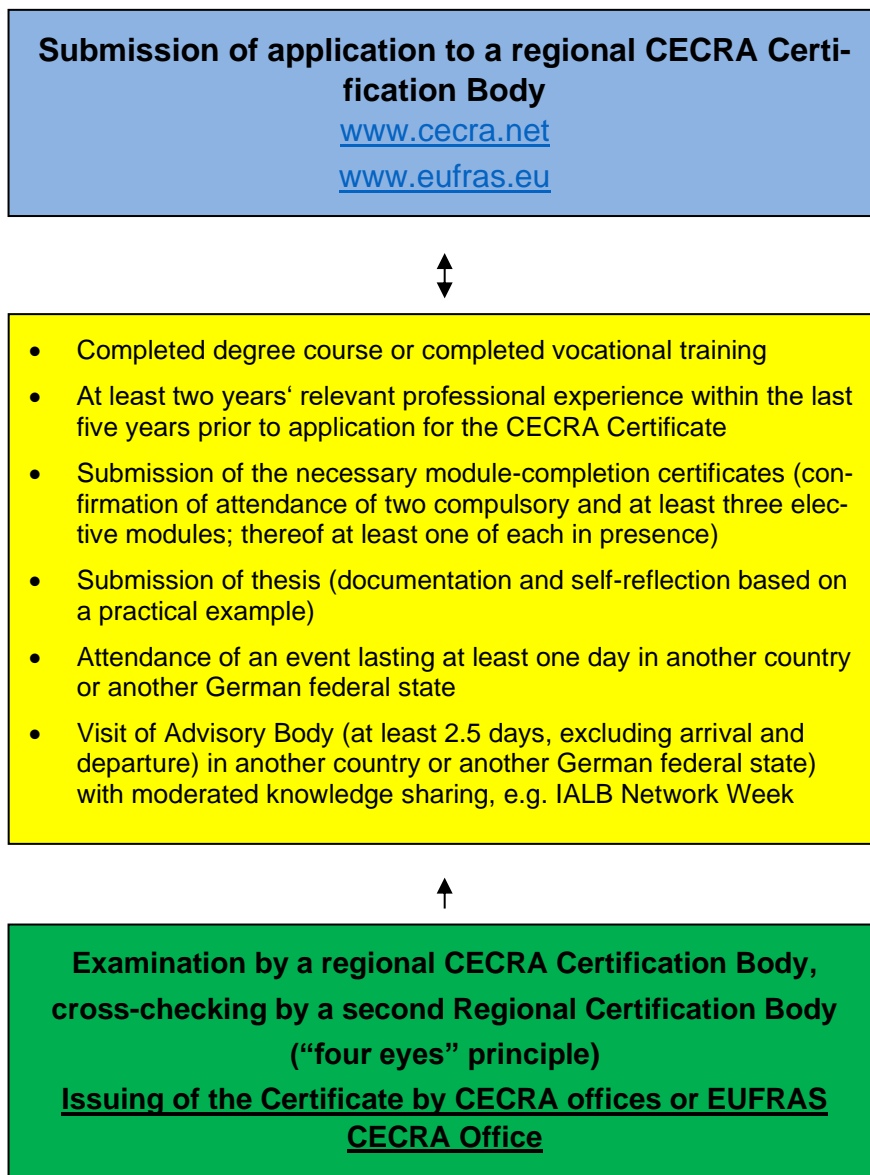 Submission of application to a regional CECRA Certi-
fication Body
www.cecra.net
www.eufras.eu
• Completed degree course or completed vocational training
• At least two years‘ relevant professional experience within the last
five years prior to application for the CECRA Certificate
• Submission of the necessary module-completion certificates (con-
firmation of attendance of two compulsory and at least three elec-
tive modules; thereof at least one of each in presence)
• Submission of thesis (documentation and self-reflection based on
a practical example)
• Attendance of an event lasting at least one day in another country
or another German federal state
• Visit of Advisory Body (at least 2.5 days, excluding arrival and
departure) in another country or another German federal state)
with moderated knowledge sharing, e.g. IALB Network Week
Examination by a regional CECRA Certification Body,
cross-checking by a second Regional Certification Body
(“four eyes” principle)
Issuing of the Certificate by CECRA offices or EUFRAS
CECRA Office